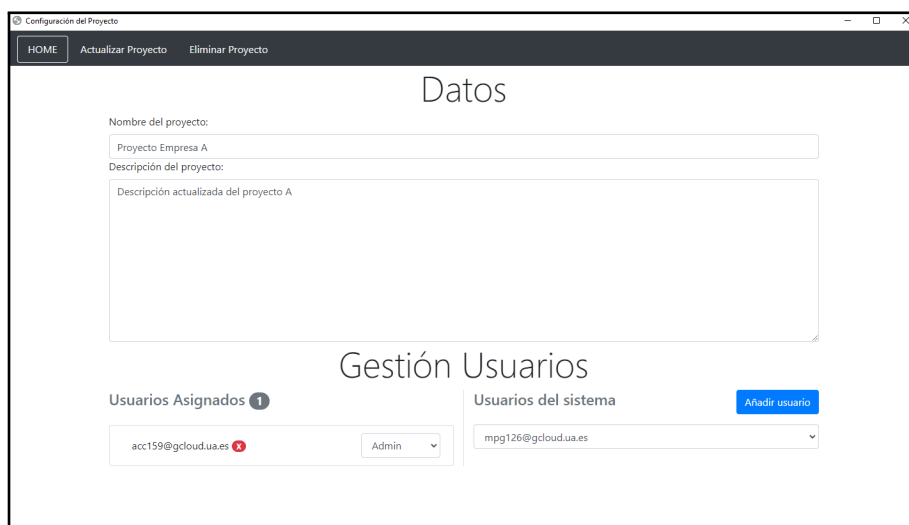 Configuración del Proyecto
HOME Actualizar Proyecto Eliminar Proyecto
Datos
Nombre del proyecto:
Proyecto Empresa A
Descripción del proyecto:
Descripción actualizada del proyecto A
Gestión Usuarios
Usuarios Asignados 1
acc159@gcloud.ua.es x
Admin
Usuarios del sistema
Añadir usuario
mpg126@gcloud.ua.es